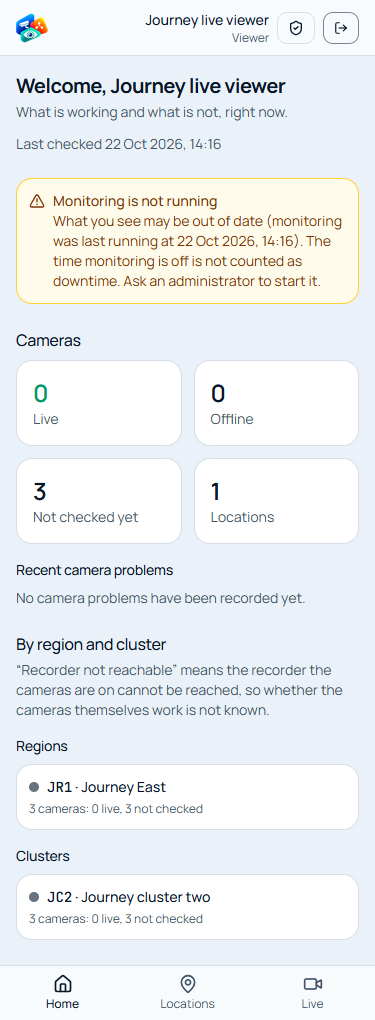 Journey live viewer
Viewer
Welcome, Journey live viewer
What is working and what is not, right now.
Last checked 22 Oct 2026, 14:16
Monitoring is not running
What you see may be out of date (monitoring
was last running at 22 Oct 2026, 14:16). The
time monitoring is off is not counted as
downtime. Ask an administrator to start it.
Cameras
0
Live
0
Offline
3
Not checked yet
1
Locations
Recent camera problems
No camera problems have been recorded yet.
By region and cluster
“Recorder not reachable” means the recorder the
cameras are on cannot be reached, so whether the
cameras themselves work is not known.
Regions
JR1 · Journey East
3 cameras: 0 live, 3 not checked
Clusters
JC2 · Journey cluster two
3 cameras: 0 live, 3 not checked
Home
Locations
Live